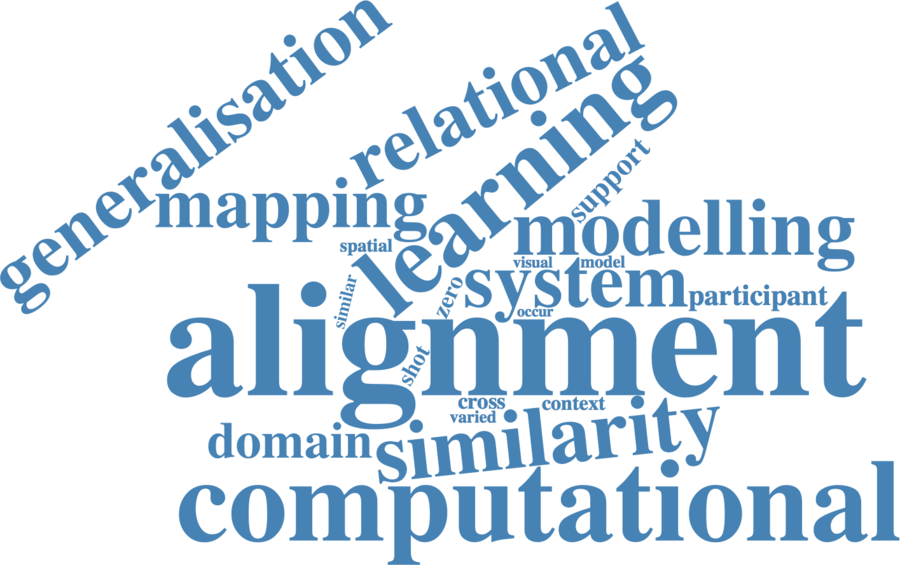 generalisation
relational
learning
mapping
support
modelling
spatial
visual
model
system
similar
zero
participant
occur
alignment
shot
cross
context
varied
domain
similarity
computational